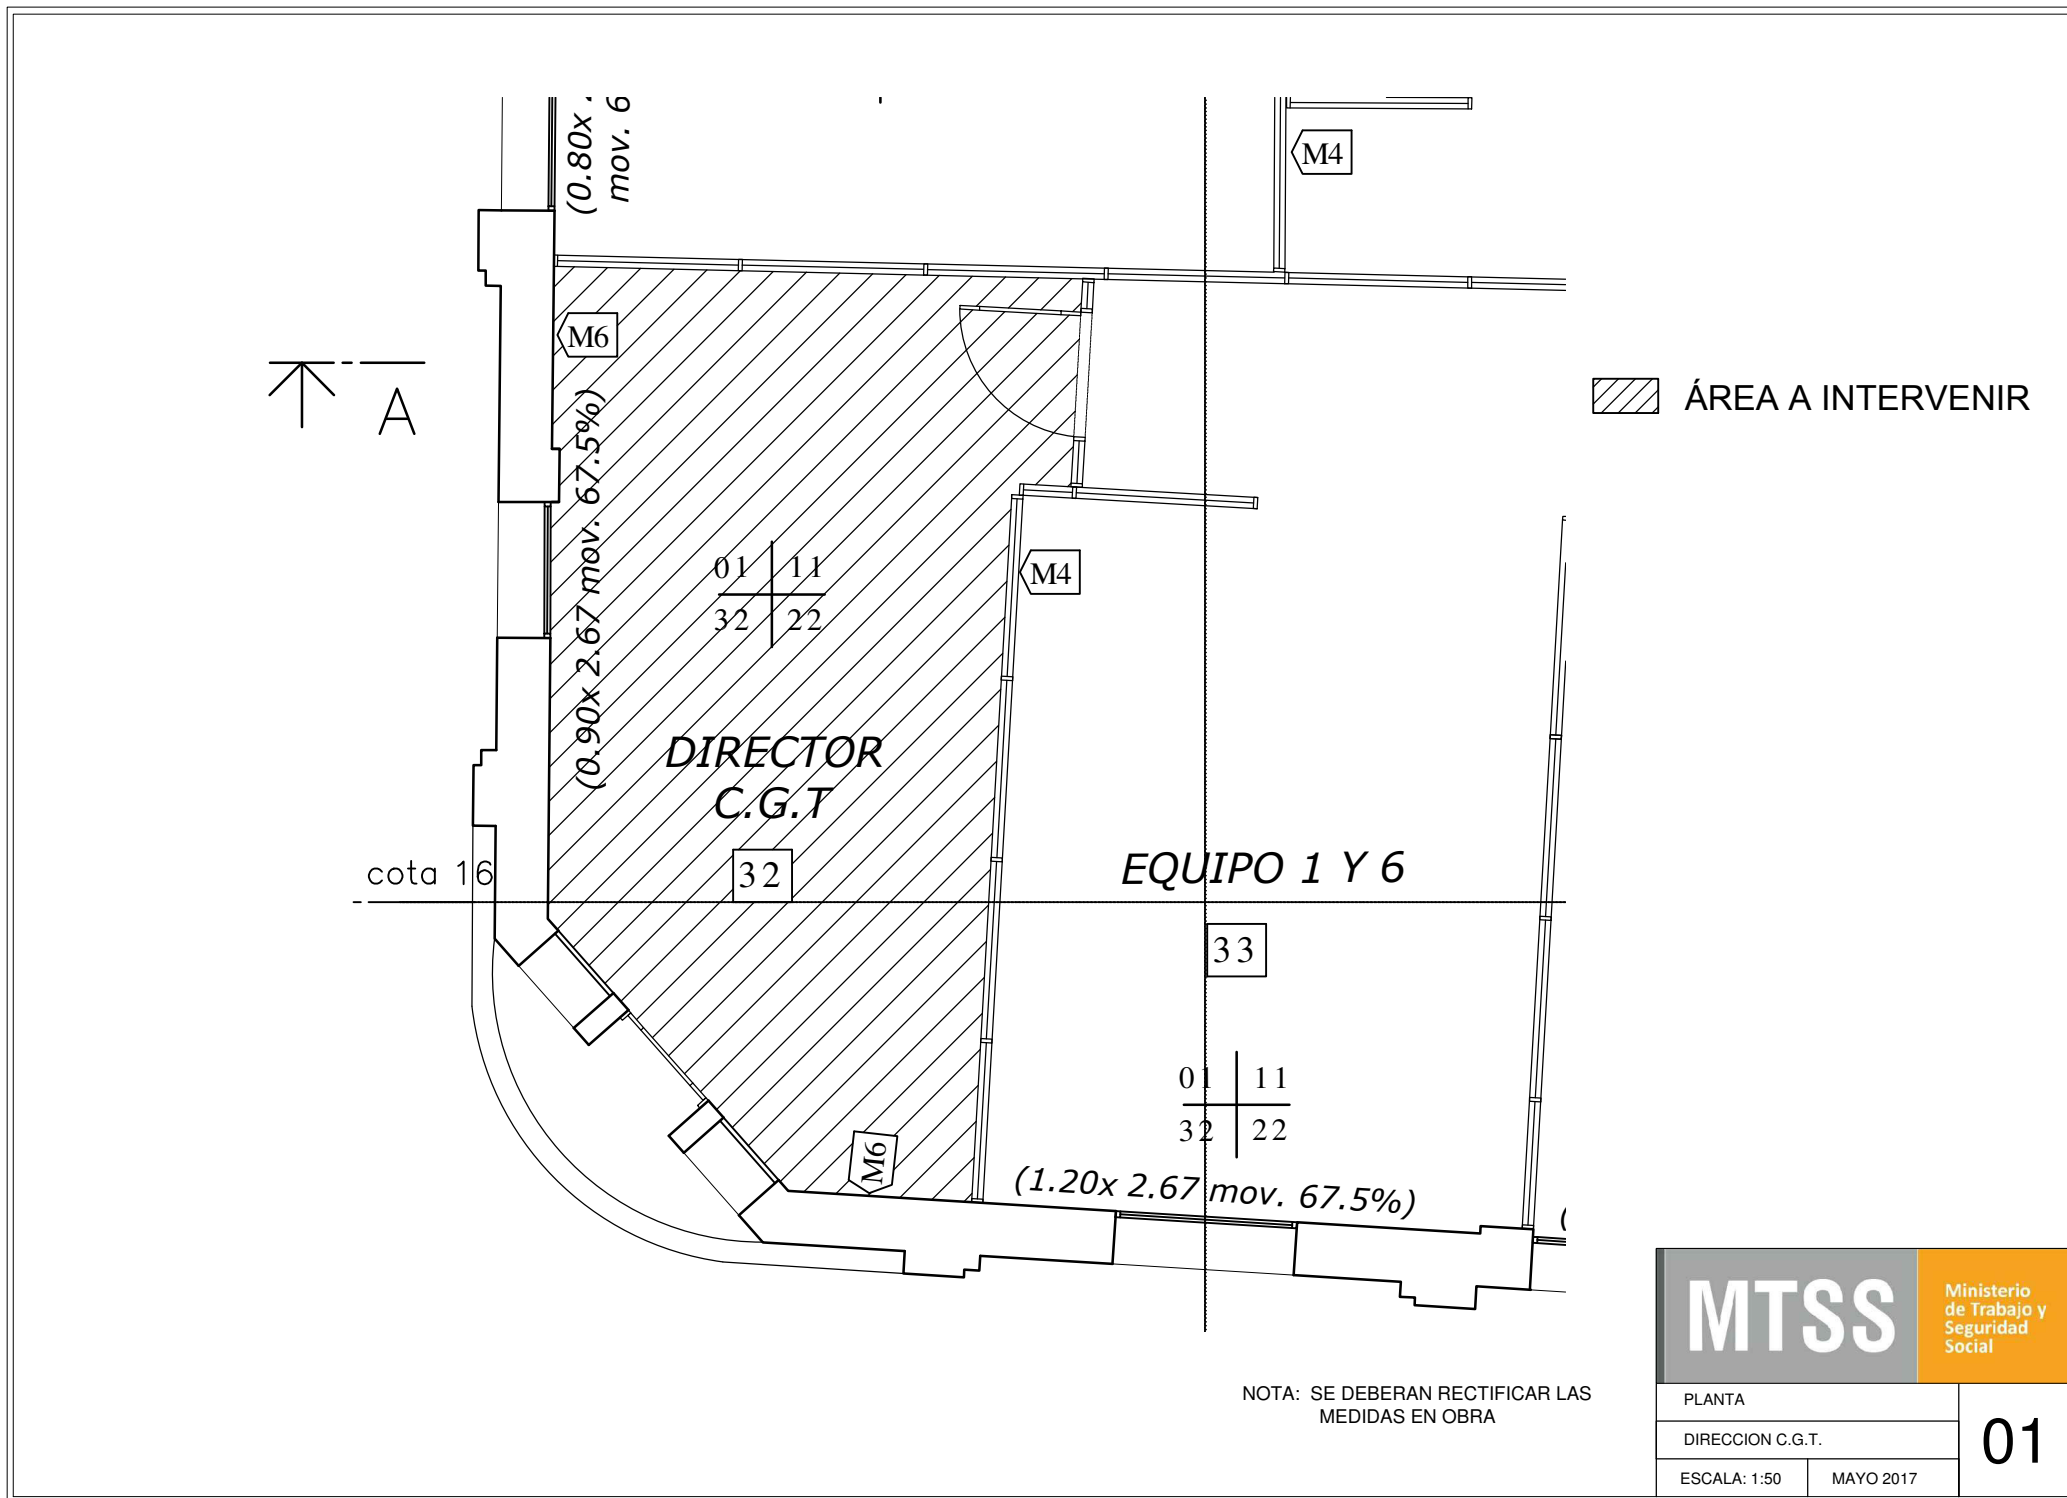 (0.80x
mov. 6
M4
M6
A
ÁREA A INTERVENIR
(0.90x 2.67 mov. 67.5%)
01 11
32 22
M4
DIRECTOR
C.G.T
32
cota 16
EQUIPO 1 Y 6
33
01 11
32 22
M6
(1.20x 2.67 mov. 67.5%)
(
MTSS
Ministerio
de Trabajo y
Seguridad
Social
NOTA: SE DEBERAN RECTIFICAR LAS
MEDIDAS EN OBRA
PLANTA
DIRECCION C.G.T.
01
ESCALA: 1:50
MAYO 2017